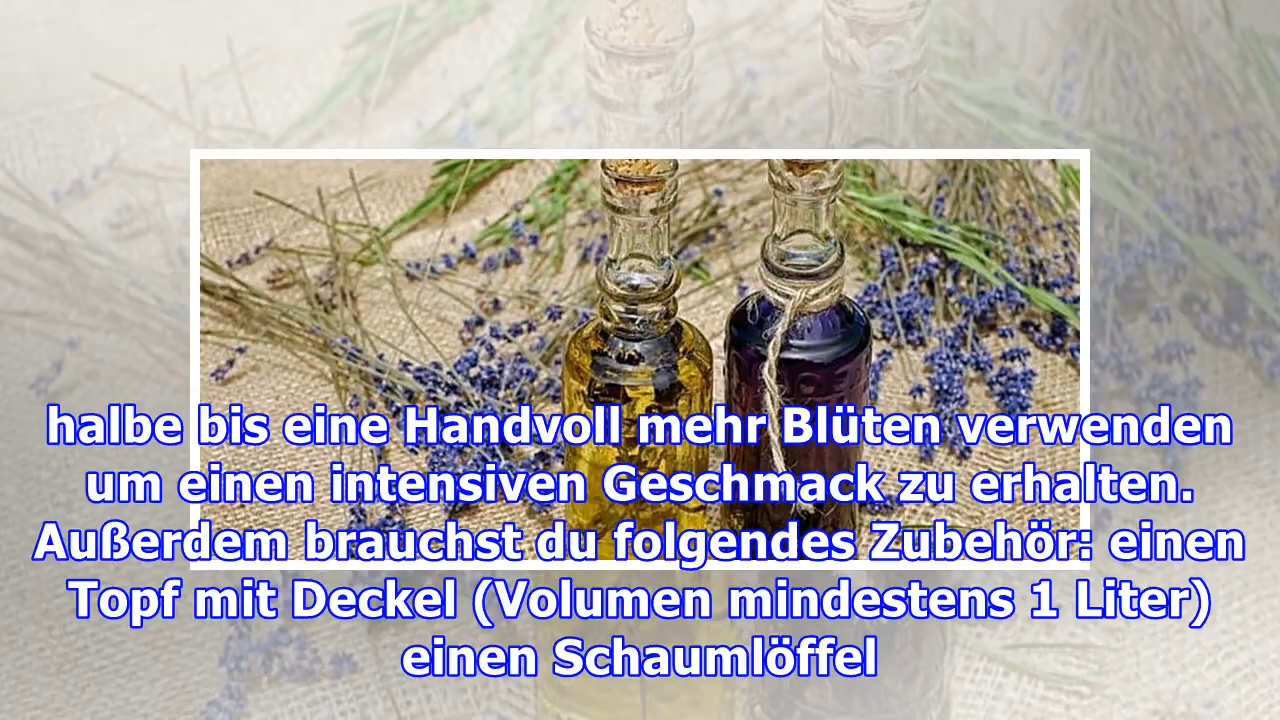 halbe bis eine Handvoll mehr Blüten verwenden
um einen intensiven Geschmack zu erhalten.
Außerdem brauchst du folgendes Zubehör: einen
Topf mit Deckel (Volumen mindestens 1 Liter)
einen Schaumlöffel